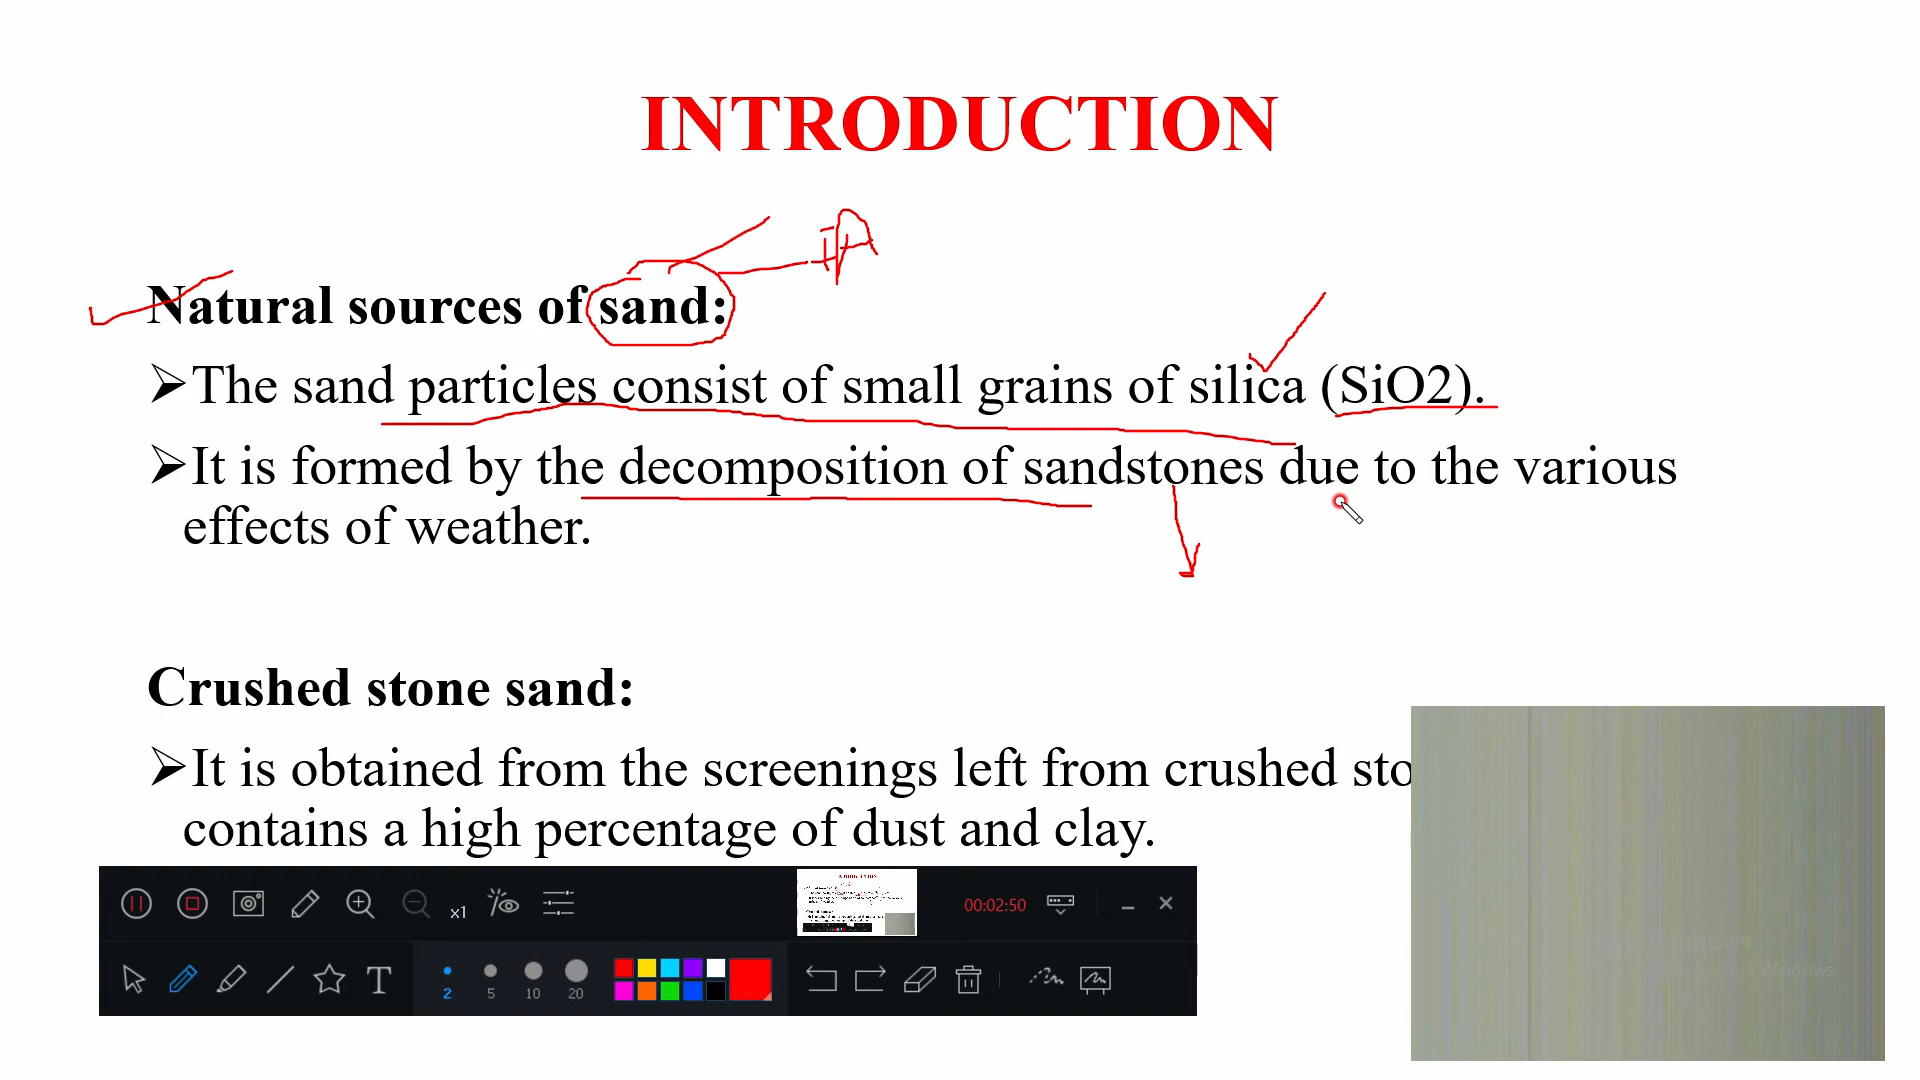 INTRODUCTION
Natural sources of sand:
➢The sand particles consist of small grains of silica (SiO2).
➢It is formed by the decomposition of sandstones due to the various
effects of weather.
Crushed stone sand:
➢It is obtained from the screenings left from crushed sto
contains a high percentage of dust and clay.
x1
00:02:50
T
2 5 10 20
Windows